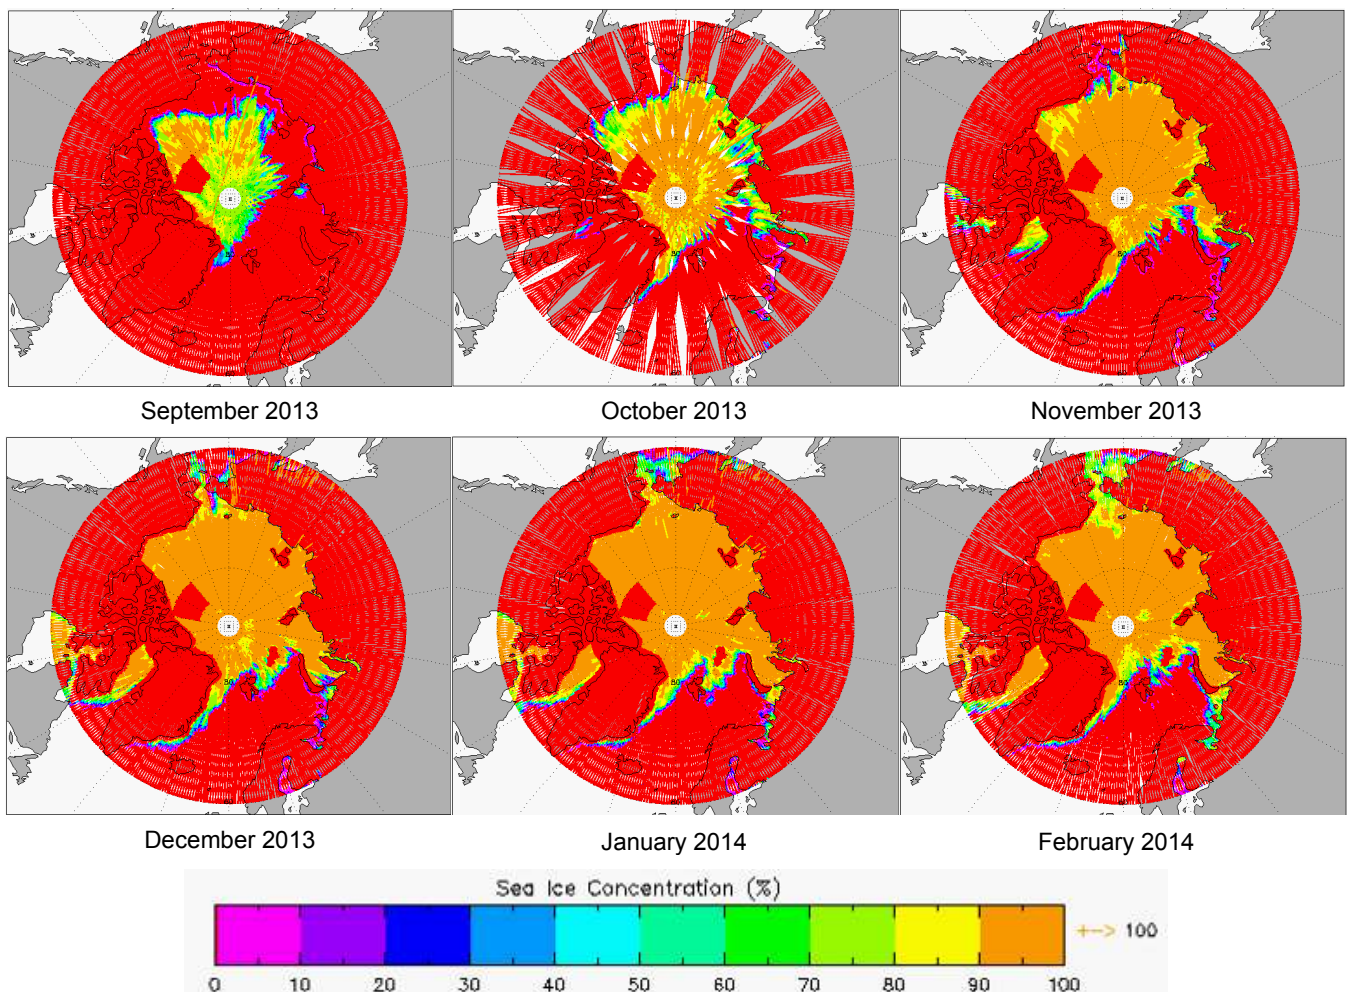 September 2013
October 2013
November 2013
December 2013
January 2014
February 2014
Sea Ice Concentration (%)
+--> 100
0 10 20 30 40 50 60 70 80 90 100